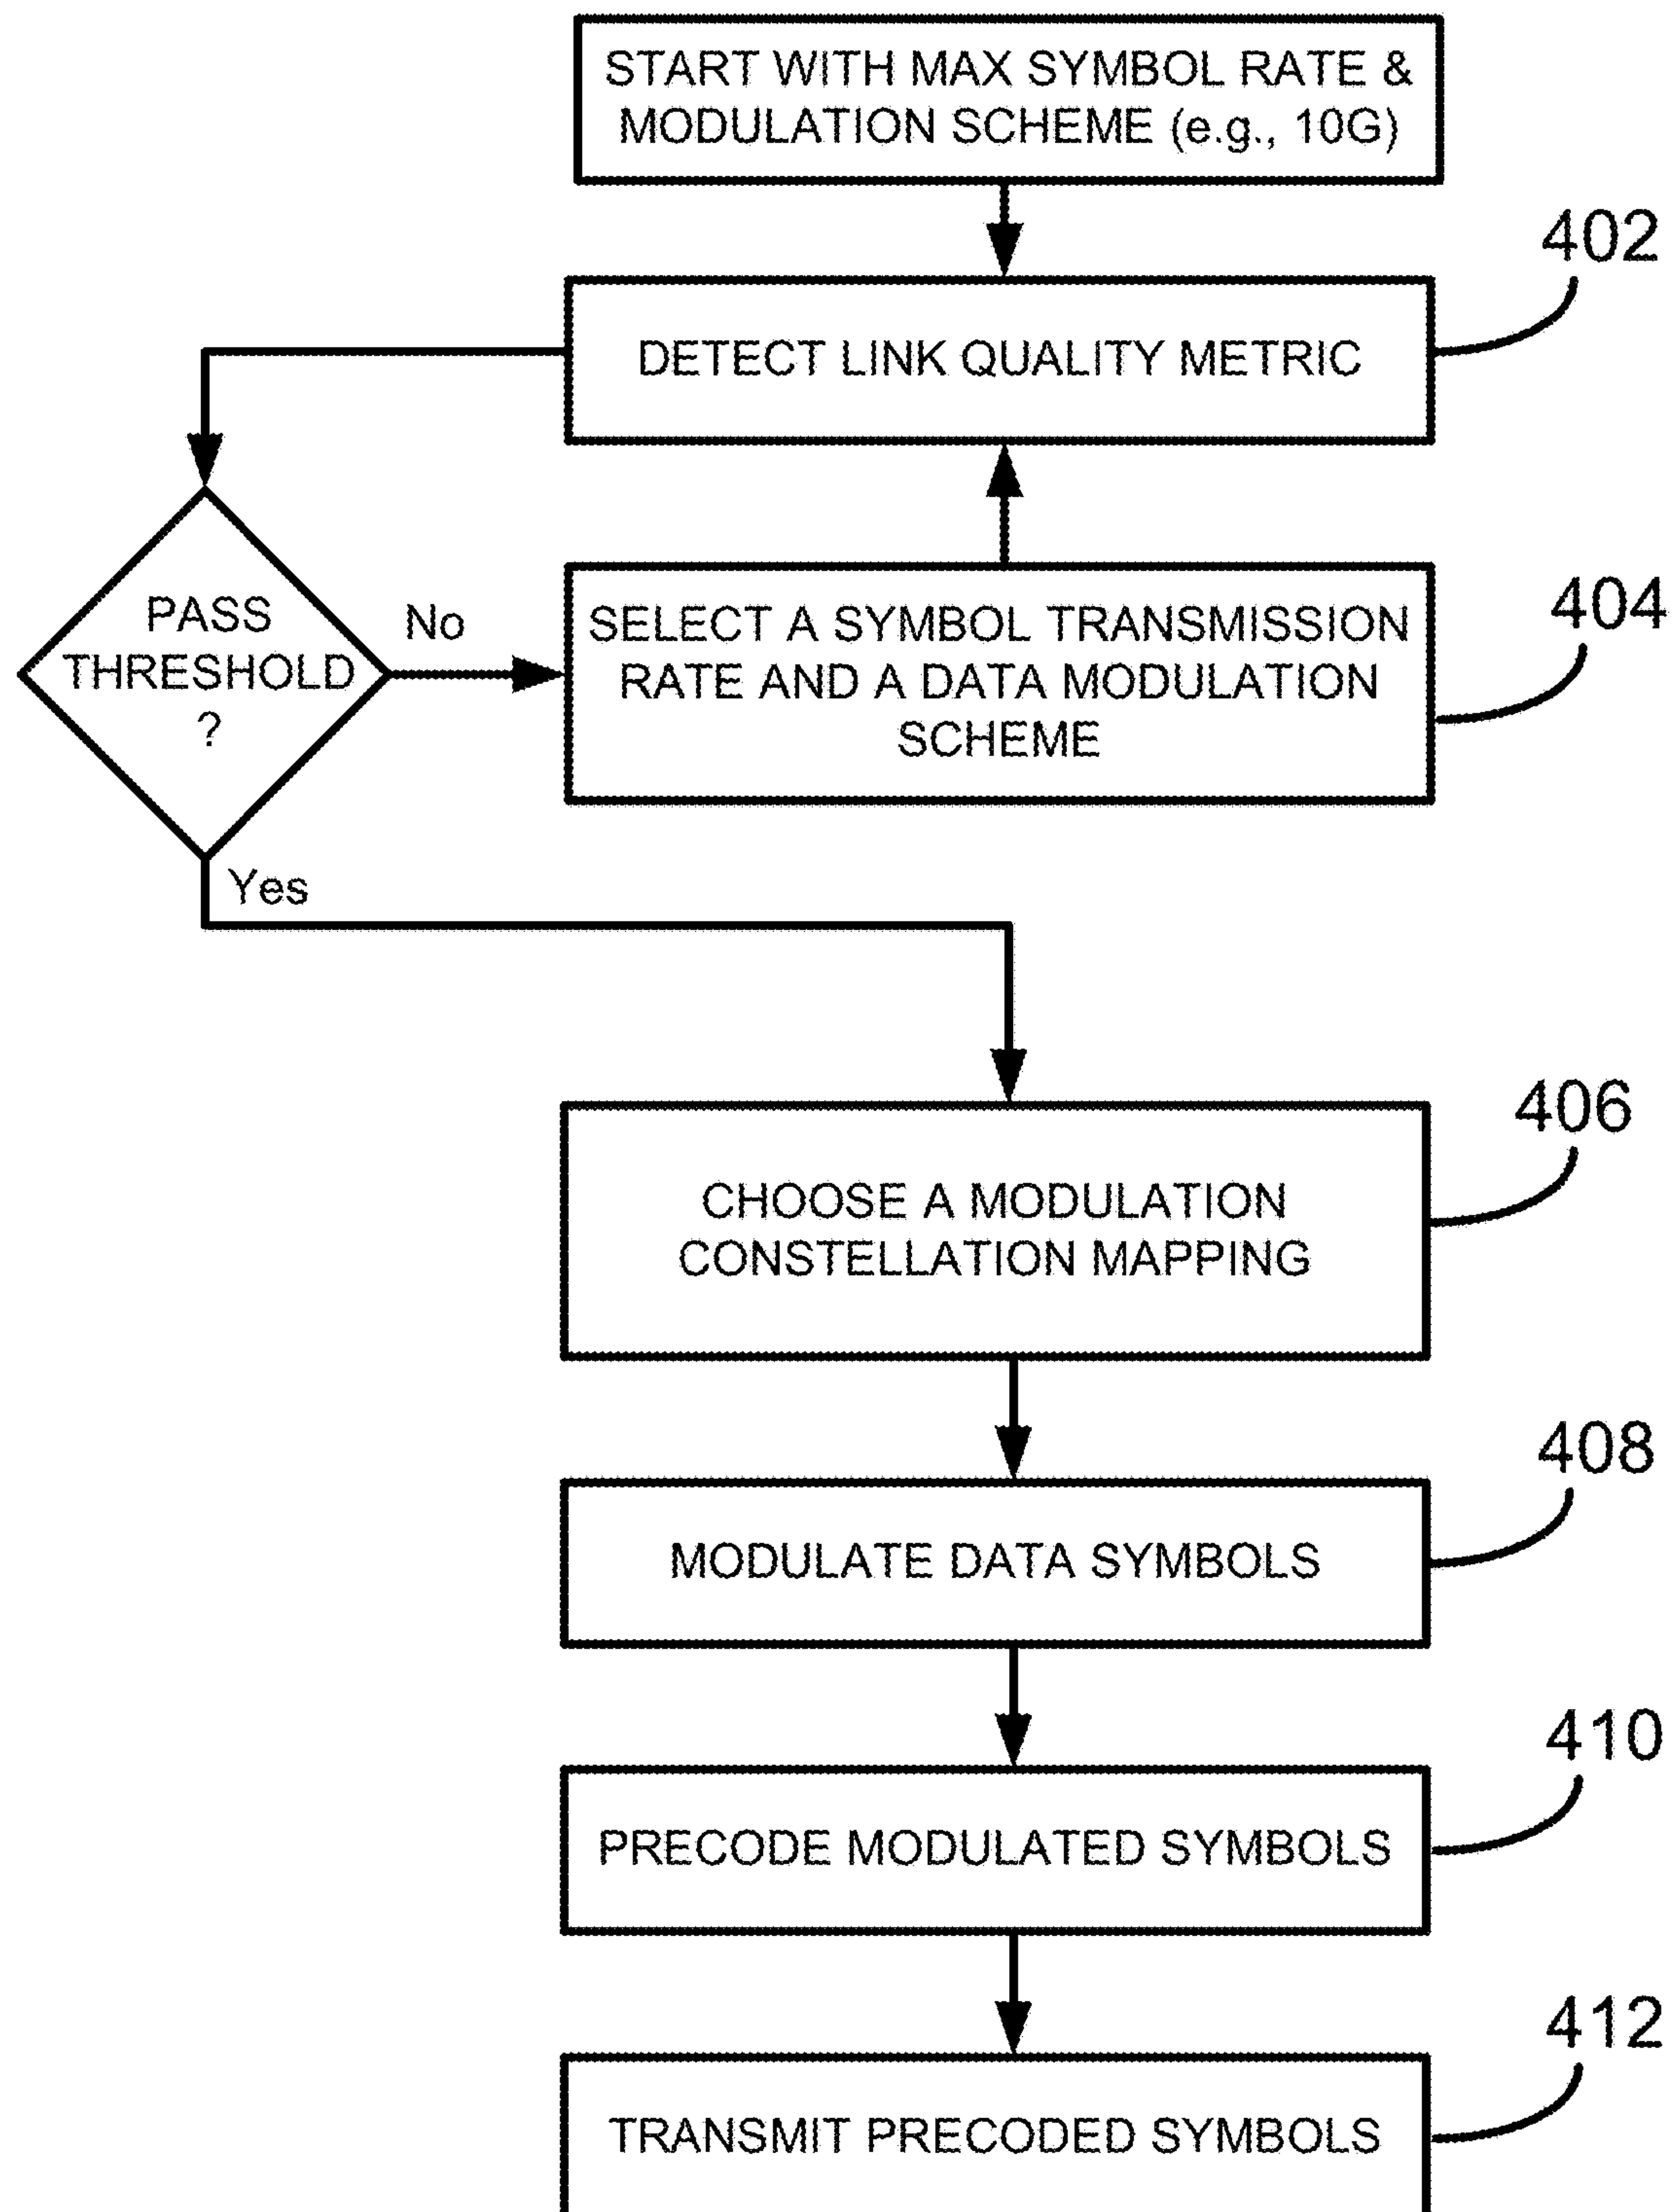 START WITH MAX SYMBOL RATE &
MODULATION SCHEME (e.g., 10G)
402
DETECT LINK QUALITY METRIC
PASS
THRESHOLD
?
No
404
SELECT A SYMBOL TRANSMISSION
RATE AND A DATA MODULATION
SCHEME
Yes
406
CHOOSE A MODULATION
CONSTELLATION MAPPING
408
MODULATE DATA SYMBOLS
410
PRECODE MODULATED SYMBOLS
412
TRANSMIT PRECODED SYMBOLS